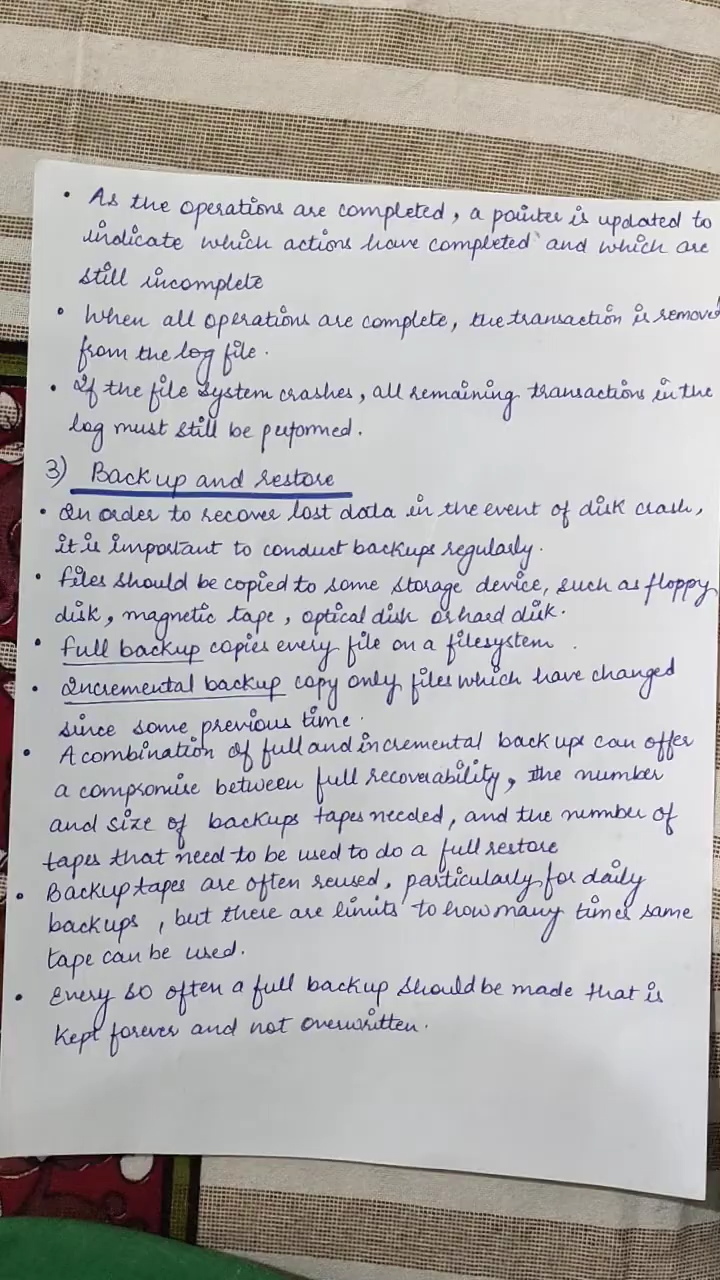 • As the operations are completed, a pointer is updated to
indicate which actions have completed and which are
still incomplete
• When all operations are complete, the transaction is removed
from the log file.
• If the file system crashes, all remaining transactions in the
log must still be performed.
3) Backup and restore
• In order to recover lost data in the event of disk crash,
it is important to conduct backups regularly.
• files should be copied to some storage device, such as floppy
disk, magnetic tape, optical disk or hard disk.
• full backup copies every file on a filesystem.
• Incremental backup copy only files which have changed
since some previous time.
• A combination of full and incremental backups can offer
a compromise between full recoverability, the number
and size of backups tapes needed, and the number of
tapes that need to be used to do a full restore
• Backup tapes are often reused, particularly for daily
backups, but there are limits to how many times same
tape can be used.
• Every so often a full backup should be made that is
kept forever and not overwritten.